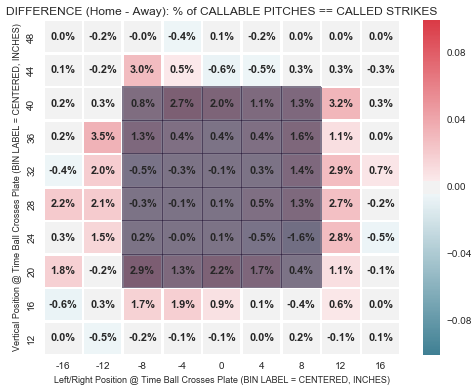 DIFFERENCE (Home - Away): % of CALLABLE PITCHES == CALLED STRIKES
Vertical Position @ Time Ball Crosses Plate (BIN LABEL = CENTERED, INCHES)
48 0.0% -0.2% -0.0% -0.4% 0.1% -0.2% 0.0% 0.0% 0.0%
44 0.1% -0.2% 3.0% 0.5% -0.6% -0.5% 0.3% 0.3% -0.3%
40 0.2% 0.3% 0.8% 2.7% 2.0% 1.1% 1.3% 3.2% 0.3%
36 0.2% 3.5% 1.3% 0.4% 0.4% 0.4% 1.6% 1.1% 0.0%
32 -0.4% 2.0% -0.5% -0.3% -0.1% 0.3% 1.4% 2.9% 0.7%
28 2.2% 2.1% -0.3% -0.1% 0.1% 0.5% 1.3% 2.7% -0.2%
24 0.3% 1.5% 0.2% -0.0% 0.1% -0.5% -1.6% 2.8% -0.5%
20 1.8% -0.2% 2.9% 1.3% 2.2% 1.7% 0.4% 1.1% -0.1%
16 -0.6% 0.3% 1.7% 1.9% 0.9% 0.1% -0.4% 0.6% 0.0%
12 0.0% -0.5% -0.2% -0.1% -0.1% 0.0% 0.2% -0.1% 0.1%
-16 -12 -8 -4 0 4 8 12 16
Left/Right Position @ Time Ball Crosses Plate (BIN LABEL = CENTERED, INCHES)
0.08
0.04
0.00
−0.04
−0.08